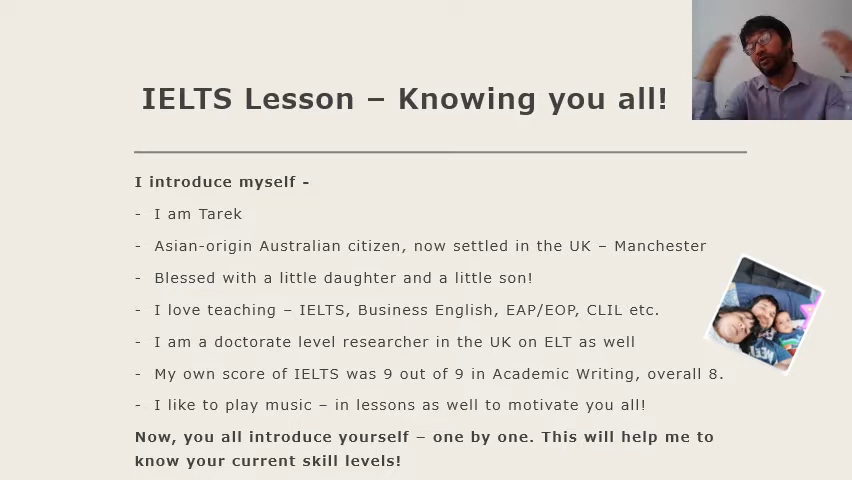 IELTS Lesson – Knowing you all!
I introduce myself -
- I am Tarek
- Asian-origin Australian citizen, now settled in the UK – Manchester
- Blessed with a little daughter and a little son!
- I love teaching – IELTS, Business English, EAP/EOP, CLIL etc.
- I am a doctorate level researcher in the UK on ELT as well
- My own score of IELTS was 9 out of 9 in Academic Writing, overall 8.
- I like to play music – in lessons as well to motivate you all!
Now, you all introduce yourself – one by one. This will help me to
know your current skill levels!